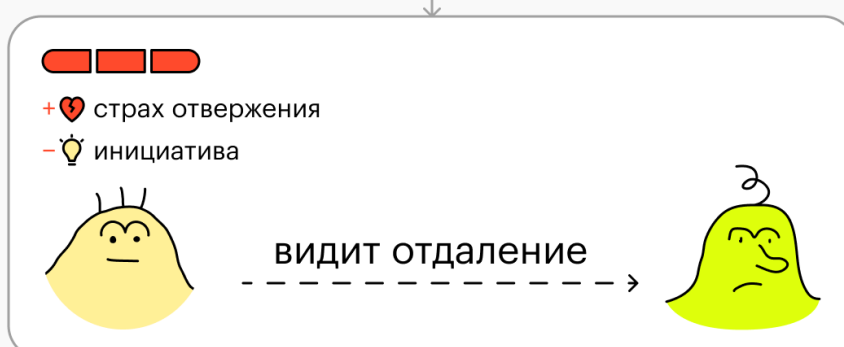 + страх отвержения
− инициатива
видит отдаление